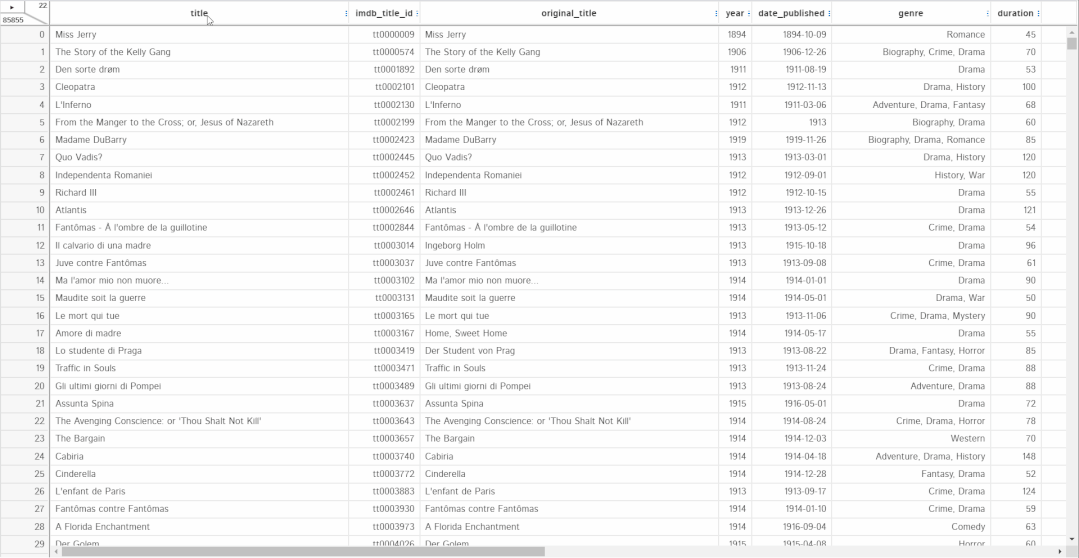 22
85855
title imdb_title_id original_title year date_published genre duration
0 Miss Jerry tt0000009 Miss Jerry 1894 1894-10-09 Romance 45
1 The Story of the Kelly Gang tt0000574 The Story of the Kelly Gang 1906 1906-12-26 Biography, Crime, Drama 70
2 Den sorte drøm tt0001892 Den sorte drøm 1911 1911-08-19 Drama 53
3 Cleopatra tt0002101 Cleopatra 1912 1912-11-13 Drama, History 100
4 L'Inferno tt0002130 L'Inferno 1911 1911-03-06 Adventure, Drama, Fantasy 68
5 From the Manger to the Cross; or, Jesus of Nazareth tt0002199 From the Manger to the Cross; or, Jesus of Nazareth 1912 1913 Biography, Drama 60
6 Madame DuBarry tt0002423 Madame DuBarry 1919 1919-11-26 Biography, Drama, Romance 85
7 Quo Vadis? tt0002445 Quo Vadis? 1913 1913-03-01 Drama, History 120
8 Independenta Romaniei tt0002452 Independenta Romaniei 1912 1912-09-01 History, War 120
9 Richard III tt0002461 Richard III 1912 1912-10-15 Drama 55
10 Atlantis tt0002646 Atlantis 1913 1913-12-26 Drama 121
11 Fantômas - À l'ombre de la guillotine tt0002844 Fantômas - À l'ombre de la guillotine 1913 1913-05-12 Crime, Drama 54
12 Il calvario di una madre tt0003014 Ingeborg Holm 1913 1915-10-18 Drama 96
13 Juve contre Fantômas tt0003037 Juve contre Fantômas 1913 1913-09-08 Crime, Drama 61
14 Ma l'amor mio non muore... tt0003102 Ma l'amor mio non muore... 1914 1914-01-01 Drama 90
15 Maudite soit la guerre tt0003131 Maudite soit la guerre 1914 1914-05-01 Drama, War 50
16 Le mort qui tue tt0003165 Le mort qui tue 1913 1913-11-06 Crime, Drama, Mystery 90
17 Amore di madre tt0003167 Home, Sweet Home 1914 1914-05-17 Drama 55
18 Lo studente di Praga tt0003419 Der Student von Prag 1913 1913-08-22 Drama, Fantasy, Horror 85
19 Traffic in Souls tt0003471 Traffic in Souls 1913 1913-11-24 Crime, Drama 88
20 Gli ultimi giorni di Pompei tt0003489 Gli ultimi giorni di Pompei 1913 1913-08-24 Adventure, Drama 88
21 Assunta Spina tt0003637 Assunta Spina 1915 1916-05-01 Drama 72
22 The Avenging Conscience: or 'Thou Shalt Not Kill' tt0003643 The Avenging Conscience: or 'Thou Shalt Not Kill' 1914 1914-08-24 Crime, Drama, Horror 78
23 The Bargain tt0003657 The Bargain 1914 1914-12-03 Western 70
24 Cabiria tt0003740 Cabiria 1914 1914-04-18 Adventure, Drama, History 148
25 Cinderella tt0003772 Cinderella 1914 1914-12-28 Fantasy, Drama 52
26 L'enfant de Paris tt0003883 L'enfant de Paris 1913 1913-09-17 Crime, Drama 124
27 Fantômas contre Fantômas tt0003930 Fantômas contre Fantômas 1914 1914-01-10 Crime, Drama 59
28 A Florida Enchantment tt0003973 A Florida Enchantment 1914 1916-09-04 Comedy 63
29 Der Golem tt0004026 Der Golem 1915 1915-04-08 Horror 60